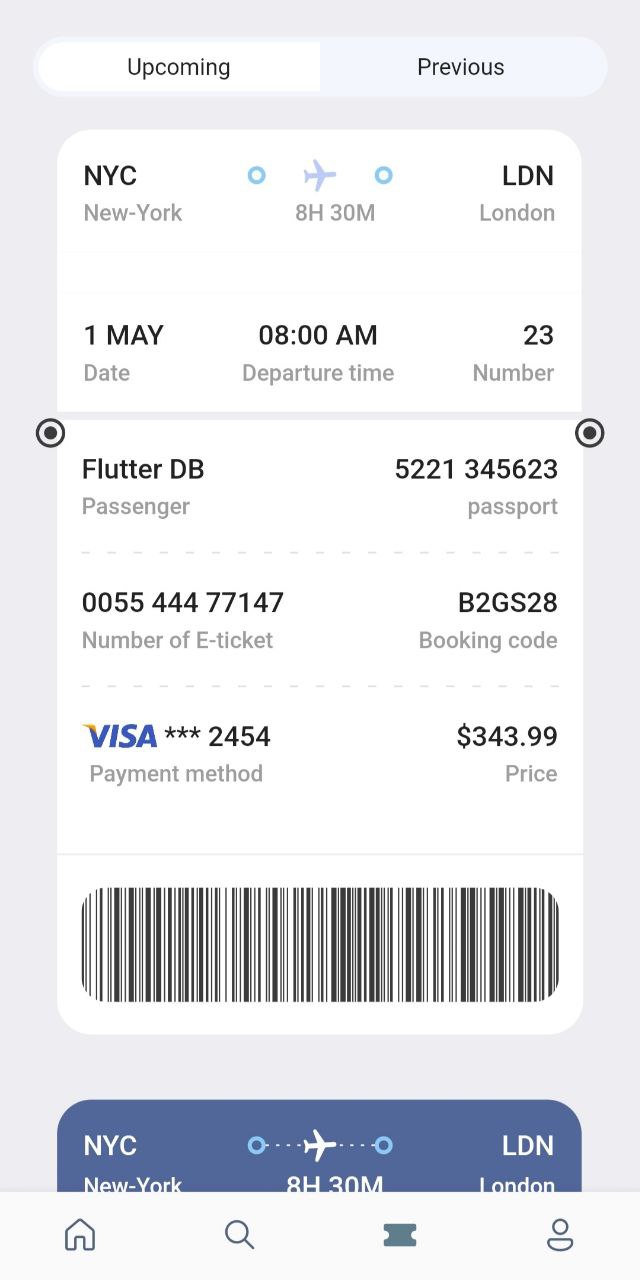 Upcoming Previous
NYC LDN
New-York 8H 30M London
1 MAY 08:00 AM 23
Date Departure time Number
Flutter DB 5221 345623
Passenger passport
0055 444 77147 B2GS28
Number of E-ticket Booking code
VISA *** 2454 $343.99
Payment method Price
NYC LDN
New-York 8H 30M London